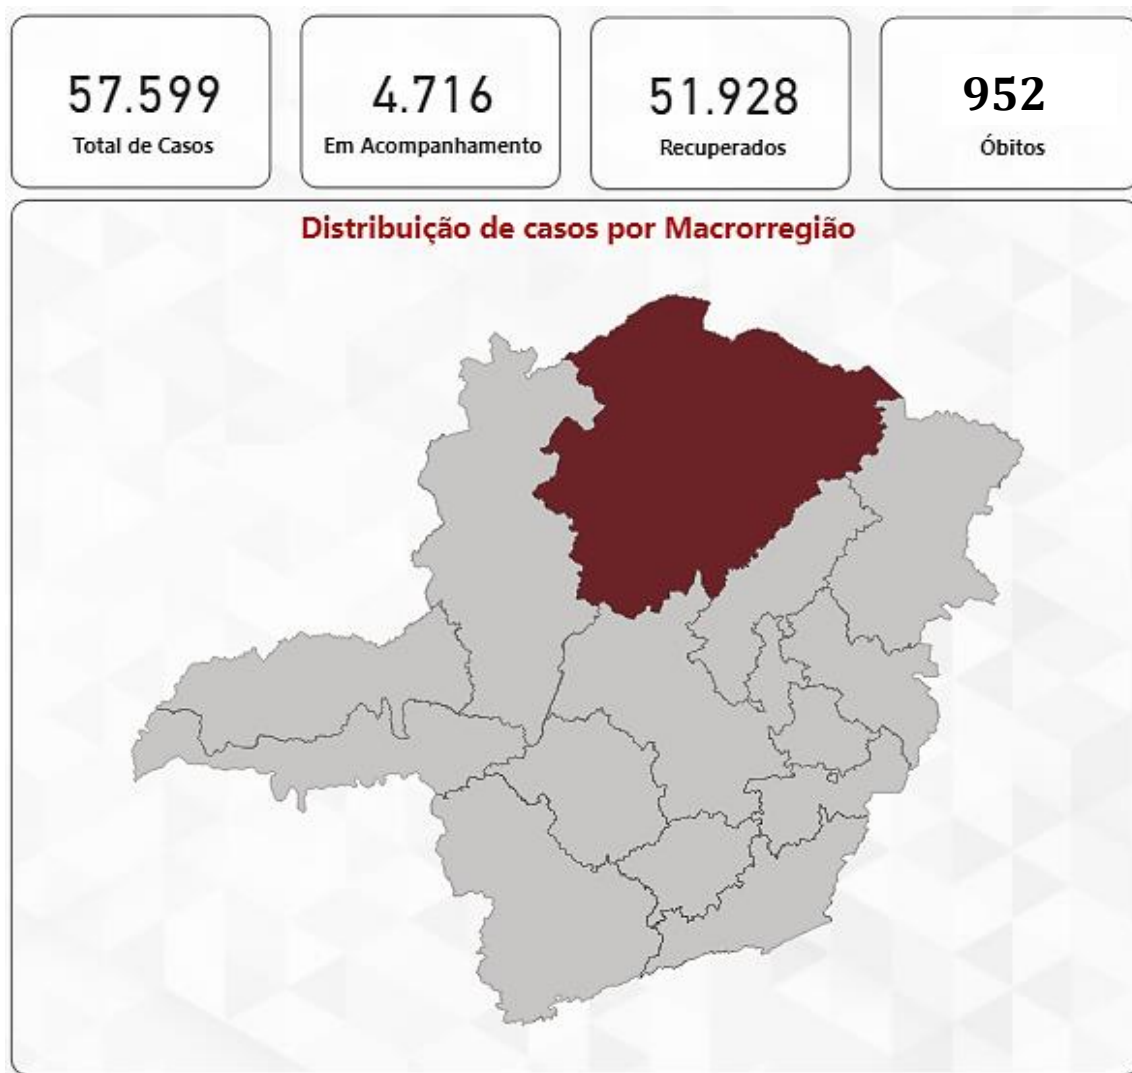 57.599
Total de Casos
4.716
Em Acompanhamento
51.928
Recuperados
952
Óbitos
Distribuição de casos por Macrorregião